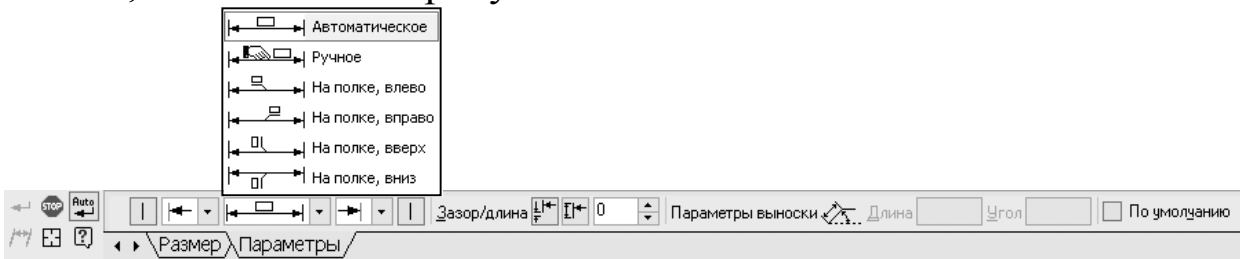 Автоматическое
Ручное
На полке, влево
На полке, вправо
На полке, вверх
На полке, вниз
STOP Auto Зазор/длина 0 Параметры выноски Длина Угол По умолчанию
Размер Параметры